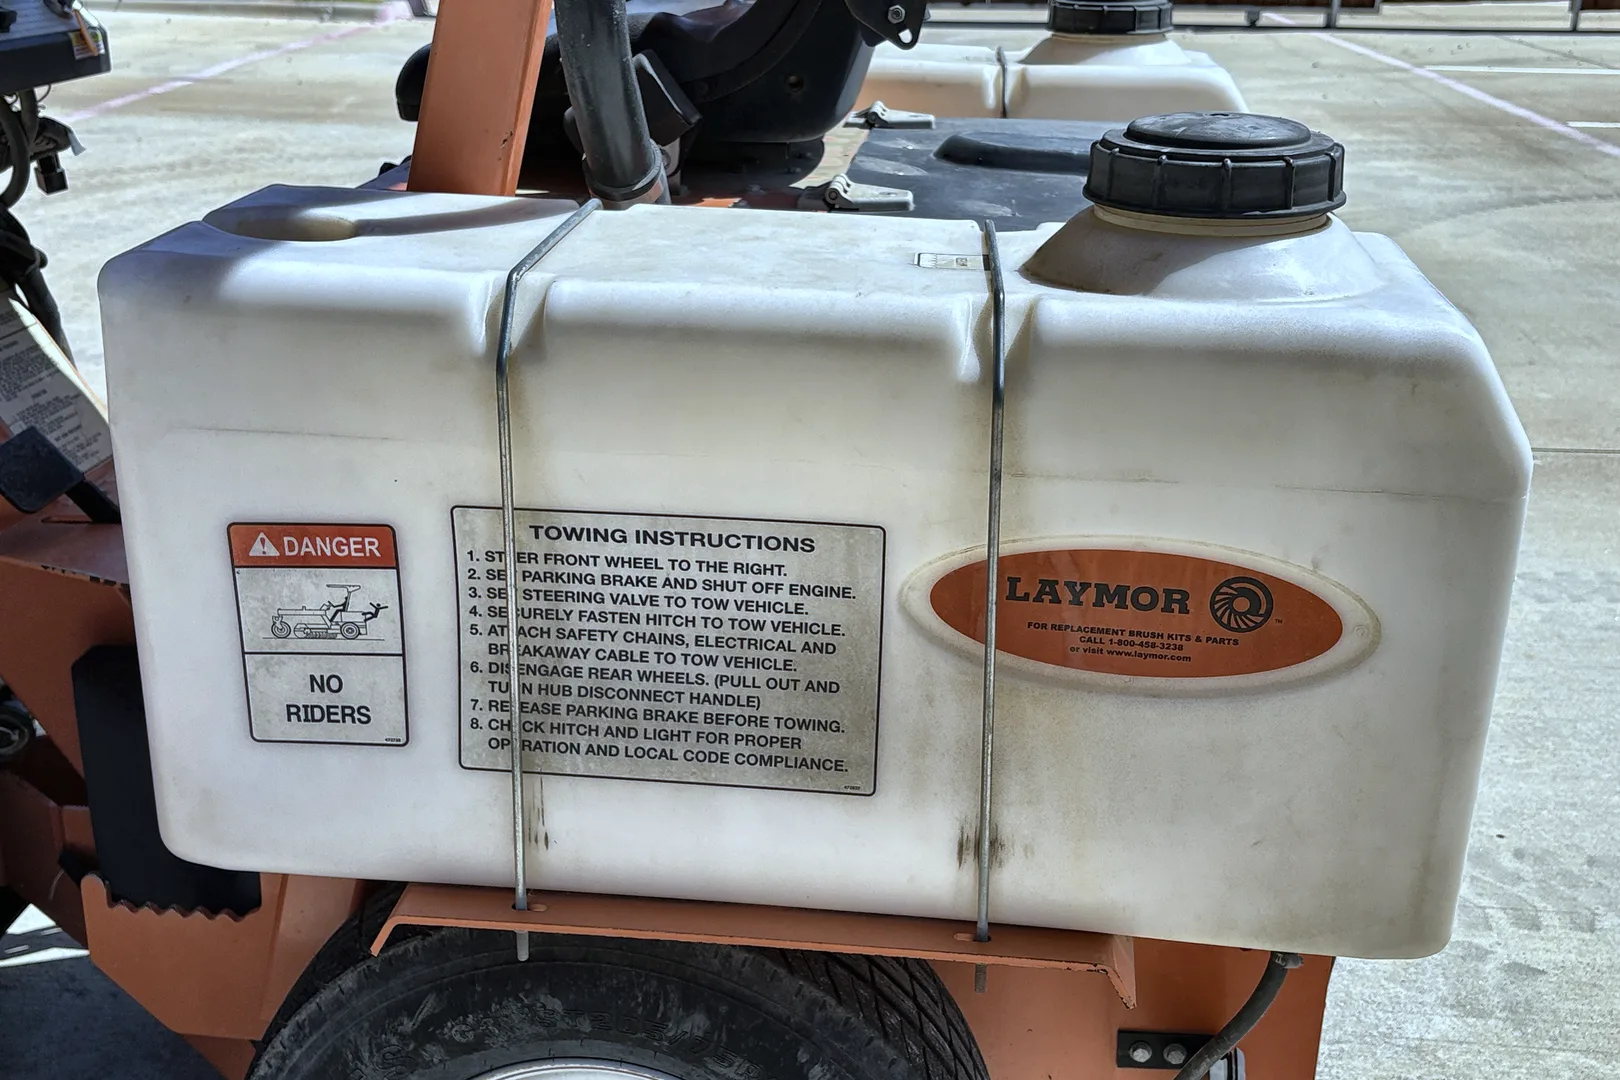 DANGER
NO
RIDERS
TOWING INSTRUCTIONS
1. STEER FRONT WHEEL TO THE RIGHT.
2. SET PARKING BRAKE AND SHUT OFF ENGINE.
3. SET STEERING VALVE TO TOW VEHICLE.
4. SECURELY FASTEN HITCH TO TOW VEHICLE.
5. ATTACH SAFETY CHAINS, ELECTRICAL AND
BREAKAWAY CABLE TO TOW VEHICLE.
6. DISENGAGE REAR WHEELS. (PULL OUT AND
TURN HUB DISCONNECT HANDLE)
7. RELEASE PARKING BRAKE BEFORE TOWING.
8. CHECK HITCH AND LIGHT FOR PROPER
OPERATION AND LOCAL CODE COMPLIANCE.
LAYMOR
TM
FOR REPLACEMENT BRUSH KITS & PARTS
CALL 1-800-458-3238
or visit www.laymor.com